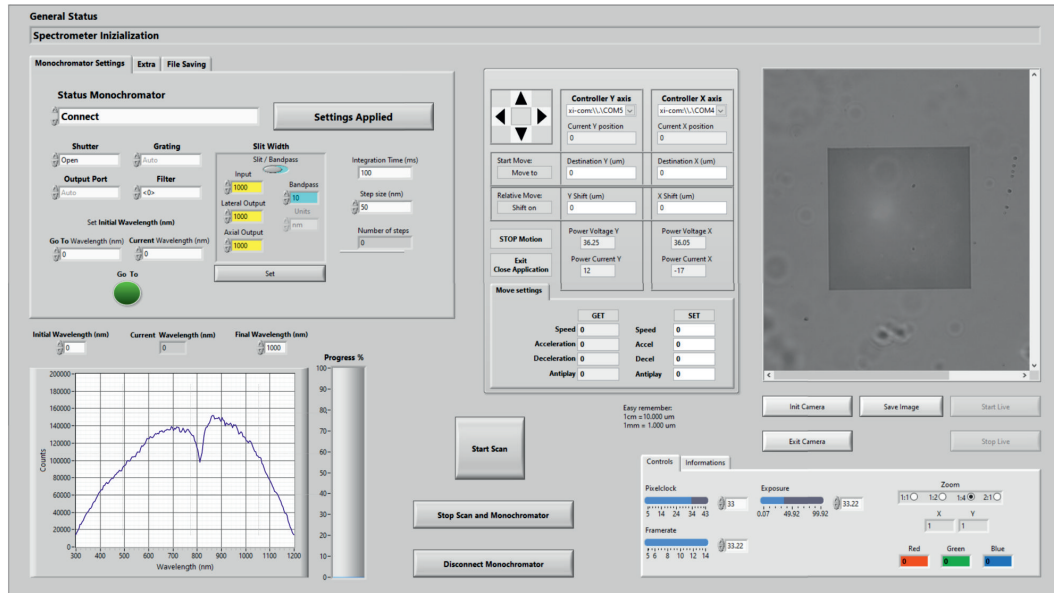 General Status
Spectrometer Inizialization
Monochromator Settings Extra File Saving
Status Monochromator
Connect
Settings Applied
Shutter Grating Slit Width
Open Auto Slit / Bandpass
Integration Time (ms)
100
Output Port Filter
Auto <0>
Input
1000
Bandpass
10
Lateral Output
1000
Units
nm
Axial Output
1000
Step size (nm)
50
Number of steps
0
Set Initial Wavelength (nm)
Go To Wavelength (nm) Current Wavelength (nm)
0 0
Go To
Set
Initial Wavelength (nm) Current Wavelength (nm) Final Wavelength (nm)
0 0 1000
Progress %
100-
90-
80-
70-
60-
50-
40-
30-
20-
10-
0-
200000-
180000-
160000-
140000-
120000-
100000-
80000-
60000-
40000-
20000-
0-
Counts
300 400 500 600 700 800 900 1000 1100 1200
Wavelength (nm)
Controller Y axis Controller X axis
xi-com:\\.\COM5 xi-com:\\.\COM4
Current Y position Current X position
0 0
Start Move: Destination Y (um) Destination X (um)
Move to 0 0
Relative Move: Y Shift (um) X Shift (um)
Shift on 0 0
STOP Motion Power Voltage Y Power Voltage X
36.25 36.05
Exit Power Current Y Power Current X
Close Application 12 -17
Move settings
GET SET
Speed 0 Speed 0
Acceleration 0 Accel 0
Deceleration 0 Decel 0
Antiplay 0 Antiplay 0
Easy remember:
1cm =10.000 um
1mm = 1.000 um
Start Scan
Stop Scan and Monochromator
Disconnect Monochromator
Init Camera Save Image Start Live
Exit Camera Stop Live
Controls Informations
Pixelclock Exposure Zoom
33 33.22 1:1 1:2 1:4 2:1
5 14 24 34 43 0.07 49.92 99.92
X Y
1 1
Framerate
33.22
5 6 8 10 12 14
Red Green Blue
0 0 0